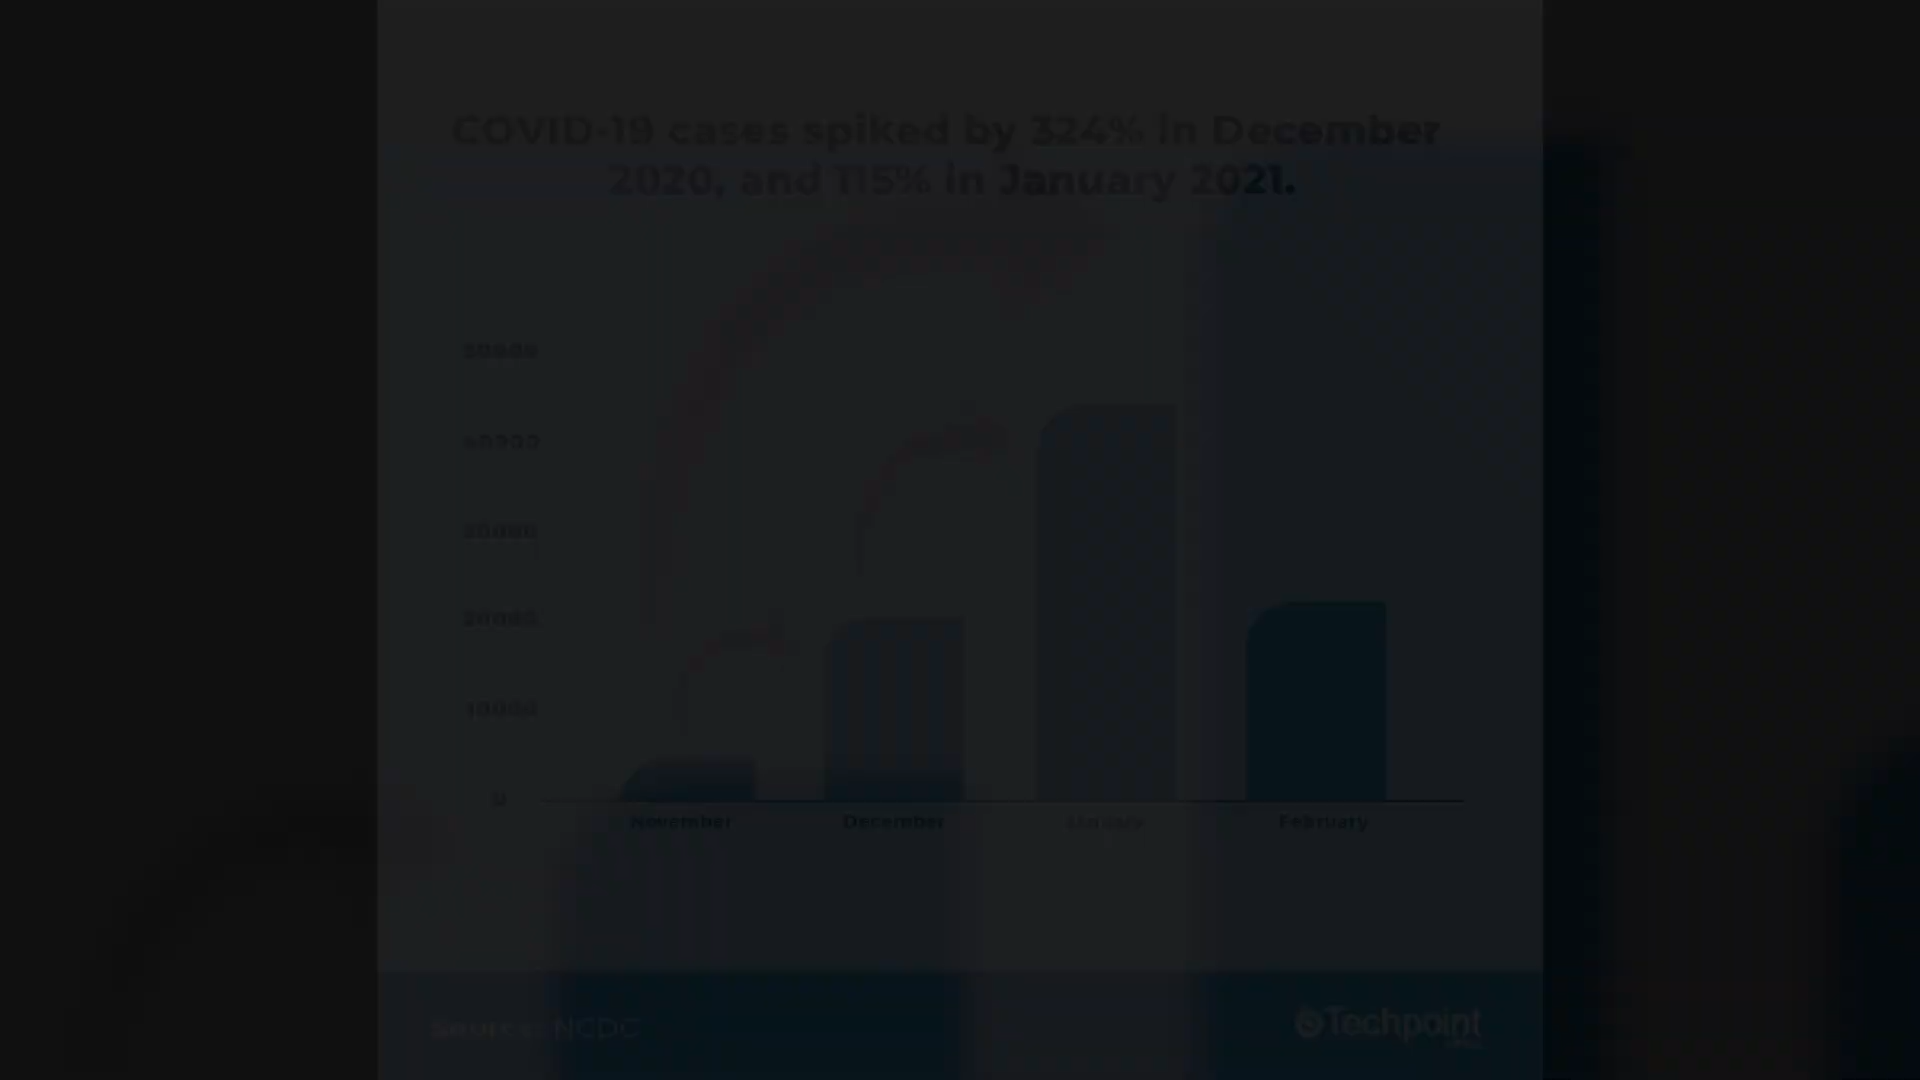 COVID-19 cases spiked by 324% in December
2020, and 115% in January 2021.
50000
40000
30000
20000
10000
0
November December January February
Source: NCDC
Techpoint